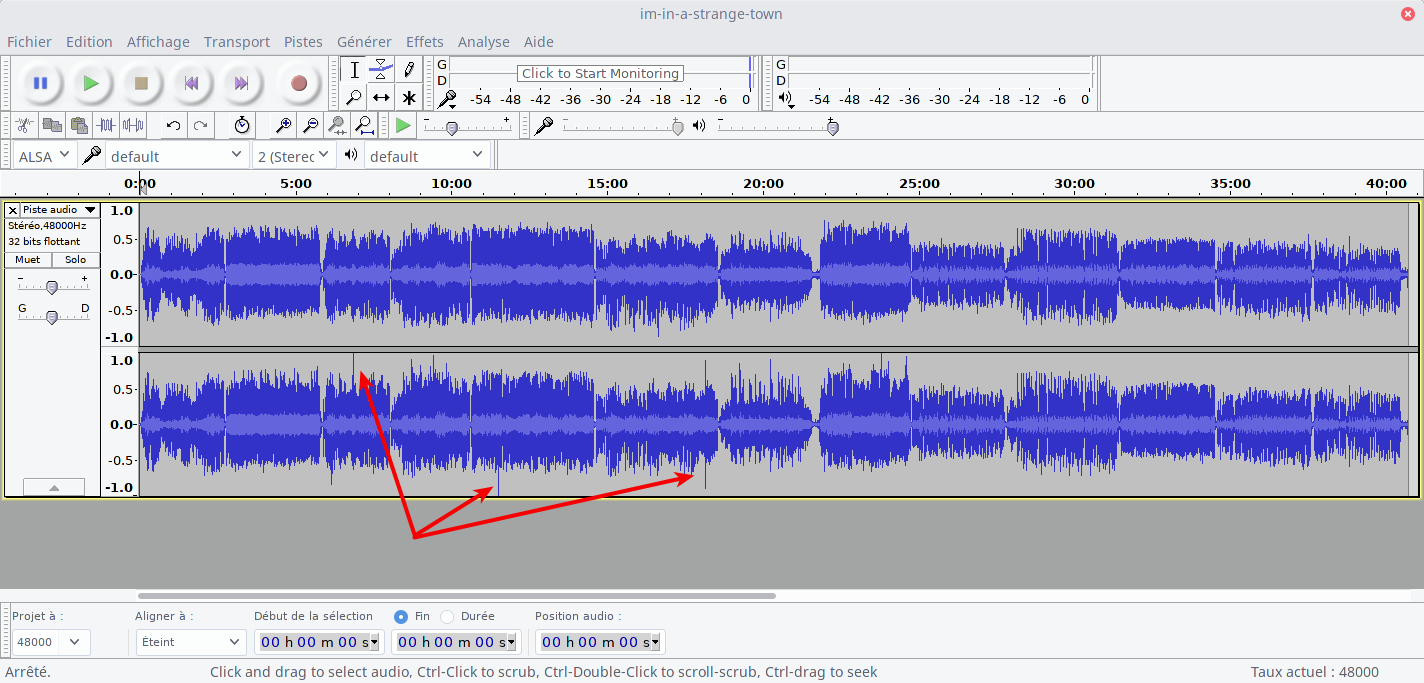 im-in-a-strange-town
Fichier Edition Affichage Transport Pistes Générer Effets Analyse Aide
G
D
Click to Start Monitoring
-54 -48 -42 -36 -30 -24 -18 -12 -6 0
G
D
-54 -48 -42 -36 -30 -24 -18 -12 -6 0
ALSA default 2 (Sterec default
0:00 5:00 10:00 15:00 20:00 25:00 30:00 35:00 40:00
X Piste audio
Stéréo,48000Hz
32 bits flottant
Muet Solo
- +
G D
1.0
0.5
0.0
-0.5
-1.0
1.0
0.5
0.0
-0.5
-1.0
Projet à : Aligner à : Début de la sélection Fin Durée Position audio :
48000 Éteint 00 h 00 m 00 s 00 h 00 m 00 s 00 h 00 m 00 s
Arrêté. Click and drag to select audio, Ctrl-Click to scrub, Ctrl-Double-Click to scroll-scrub, Ctrl-drag to seek Taux actuel : 48000